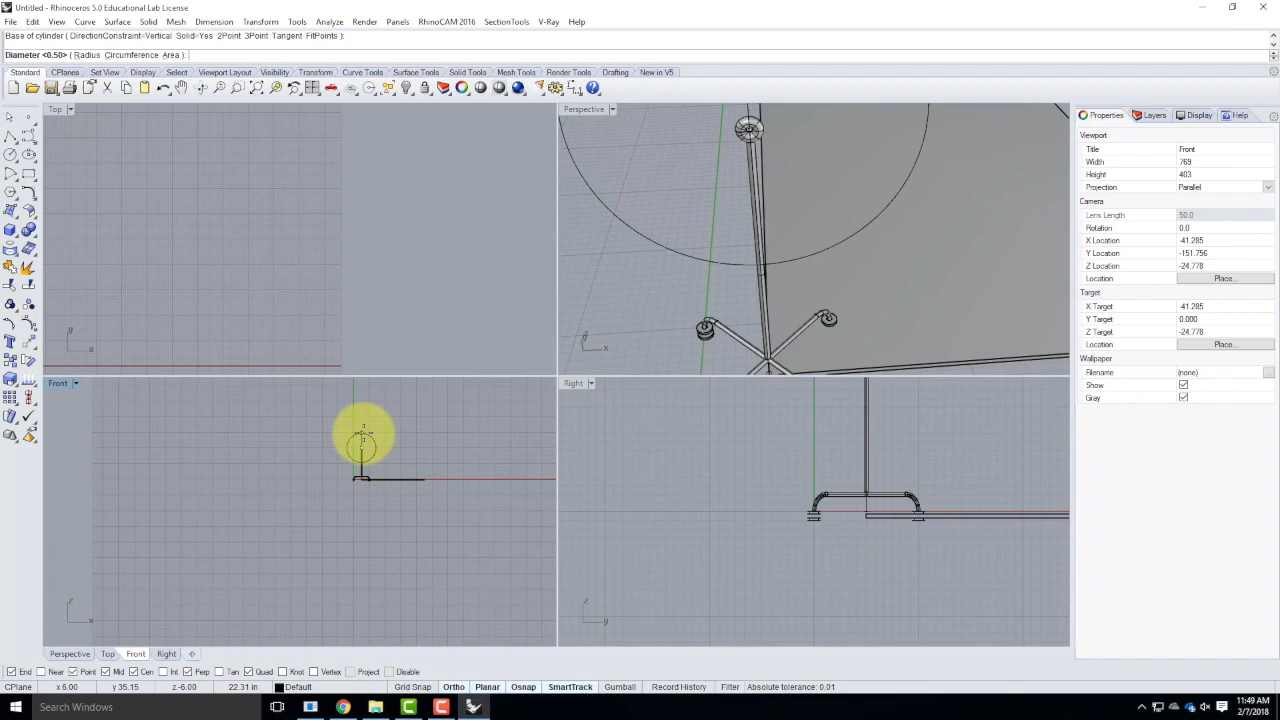 Untitled - Rhinoceros 5.0 Educational Lab License
File Edit View Curve Surface Solid Mesh Dimension Transform Tools Analyze Render Panels RhinoCAM 2016 SectionTools V-Ray Help
Base of cylinder ( DirectionConstraint=Vertical Solid=Yes 2Point 3Point Tangent FitPoints ):
Diameter <0.50> ( Radius Circumference Area ):
Standard CPlanes Set View Display Select Viewport Layout Visibility Transform Curve Tools Surface Tools Solid Tools Mesh Tools Render Tools Drafting New in V5
Top
y
x
Perspective
z
x
Front
z
x
Right
z
y
Properties Layers Display Help
Viewport
Title Front
Width 769
Height 403
Projection Parallel
Camera
Lens Length 50.0
Rotation 0.0
X Location -41.285
Y Location -151.756
Z Location -24.778
Location Place...
Target
X Target -41.285
Y Target 0.000
Z Target -24.778
Location Place...
Wallpaper
Filename (none)
Show
Gray
Perspective Top Front Right
End Near Point Mid Cen Int Perp Tan Quad Knot Vertex Project Disable
CPlane x 6.00 y 35.15 z -6.00 22.31 in Default Grid Snap Ortho Planar Osnap SmartTrack Gumball Record History Filter Absolute tolerance: 0.01
Search Windows
11:49 AM
2/7/2018